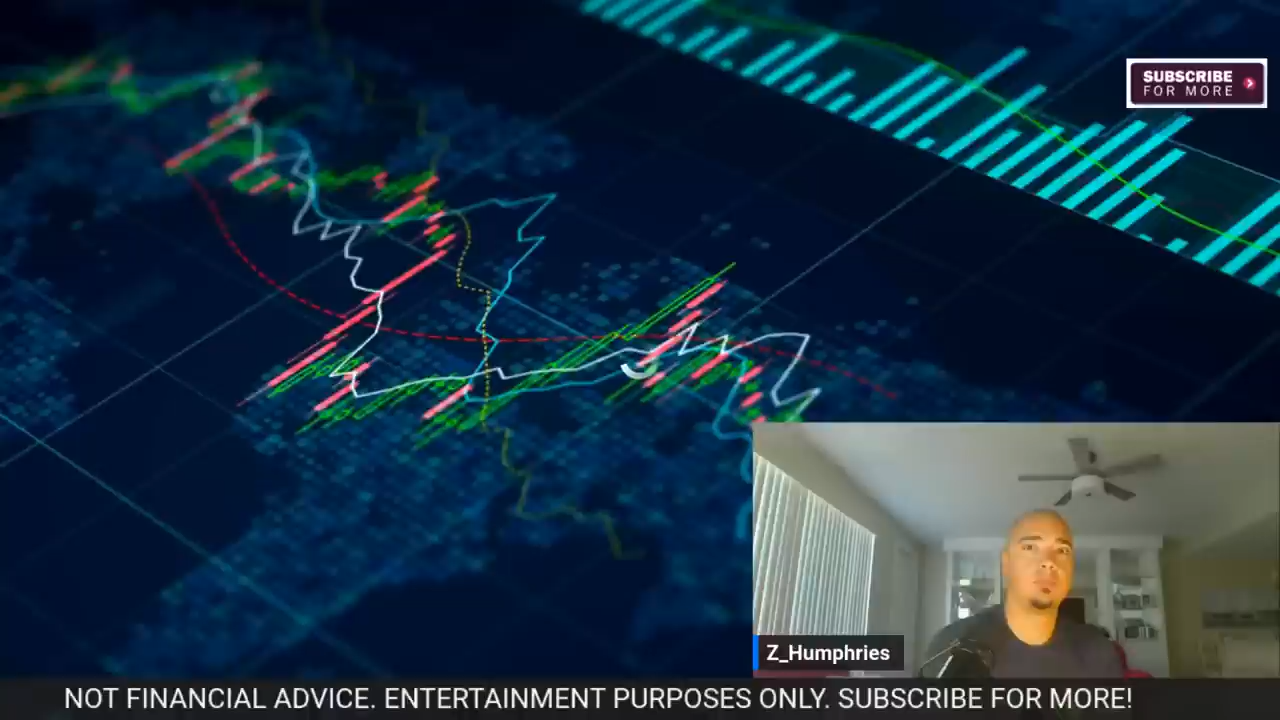 SUBSCRIBE
FOR MORE
Z_Humphries
NOT FINANCIAL ADVICE. ENTERTAINMENT PURPOSES ONLY. SUBSCRIBE FOR MORE!